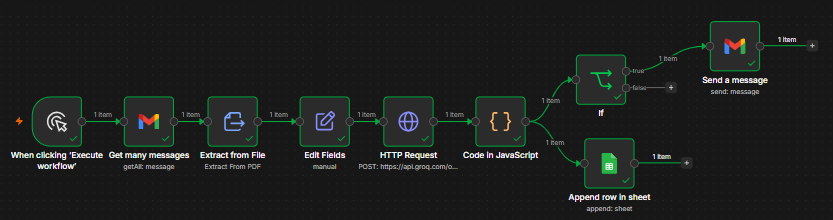 1 item
Send a message
send: message
1 item
true
false
If
1 item
1 item
1 item
1 item
1 item
1 item
When clicking ‘Execute
workflow’
Get many messages
getAll: message
Extract from File
Extract From PDF
Edit Fields
manual
HTTP Request
POST: https://api.groq.com/o...
Code in JavaScript
1 item
1 item
Append row in sheet
append: sheet